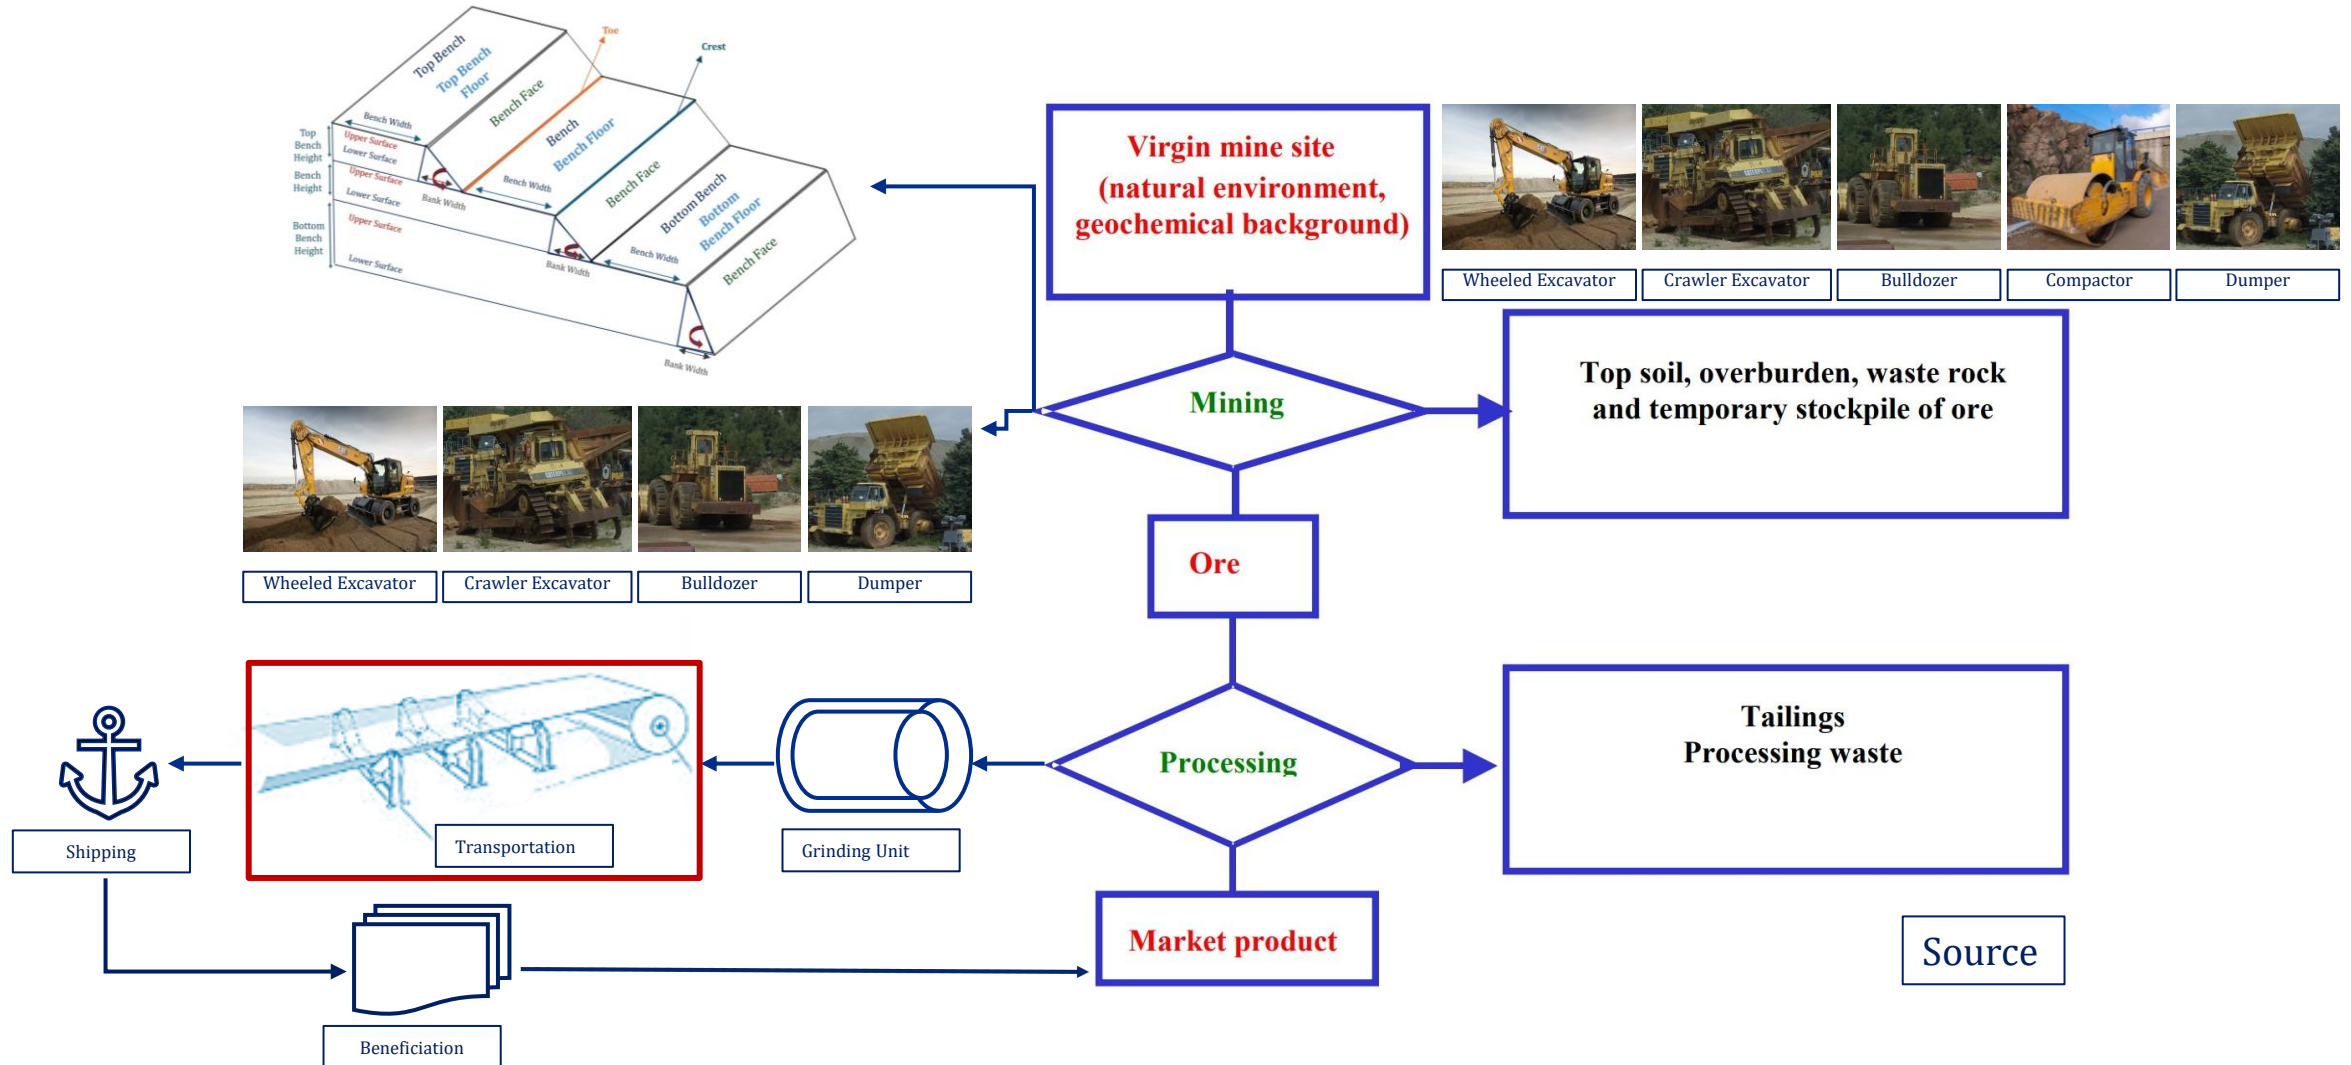 Toe
Crest
Top Bench
Top Bench
Floor
Bench Face
Bench Width
Top
Bench
Height
Upper Surface
Lower Surface
Bench
Bench Floor
Bench
Height
Upper Surface
Lower Surface
Bank Width
Bench Width
Bench Face
Bottom Bench
Bottom
Bench Floor
Bottom
Bench
Height
Upper Surface
Lower Surface
Bank Width
Bench Width
Bench Face
Bank Width
Virgin mine site
(natural environment,
geochemical background)
Wheeled Excavator
Crawler Excavator
Bulldozer
Compactor
Dumper
Mining
Top soil, overburden, waste rock
and temporary stockpile of ore
Wheeled Excavator
Crawler Excavator
Bulldozer
Dumper
Ore
Processing
Tailings
Processing waste
Shipping
Transportation
Grinding Unit
Market product
Source
Beneficiation